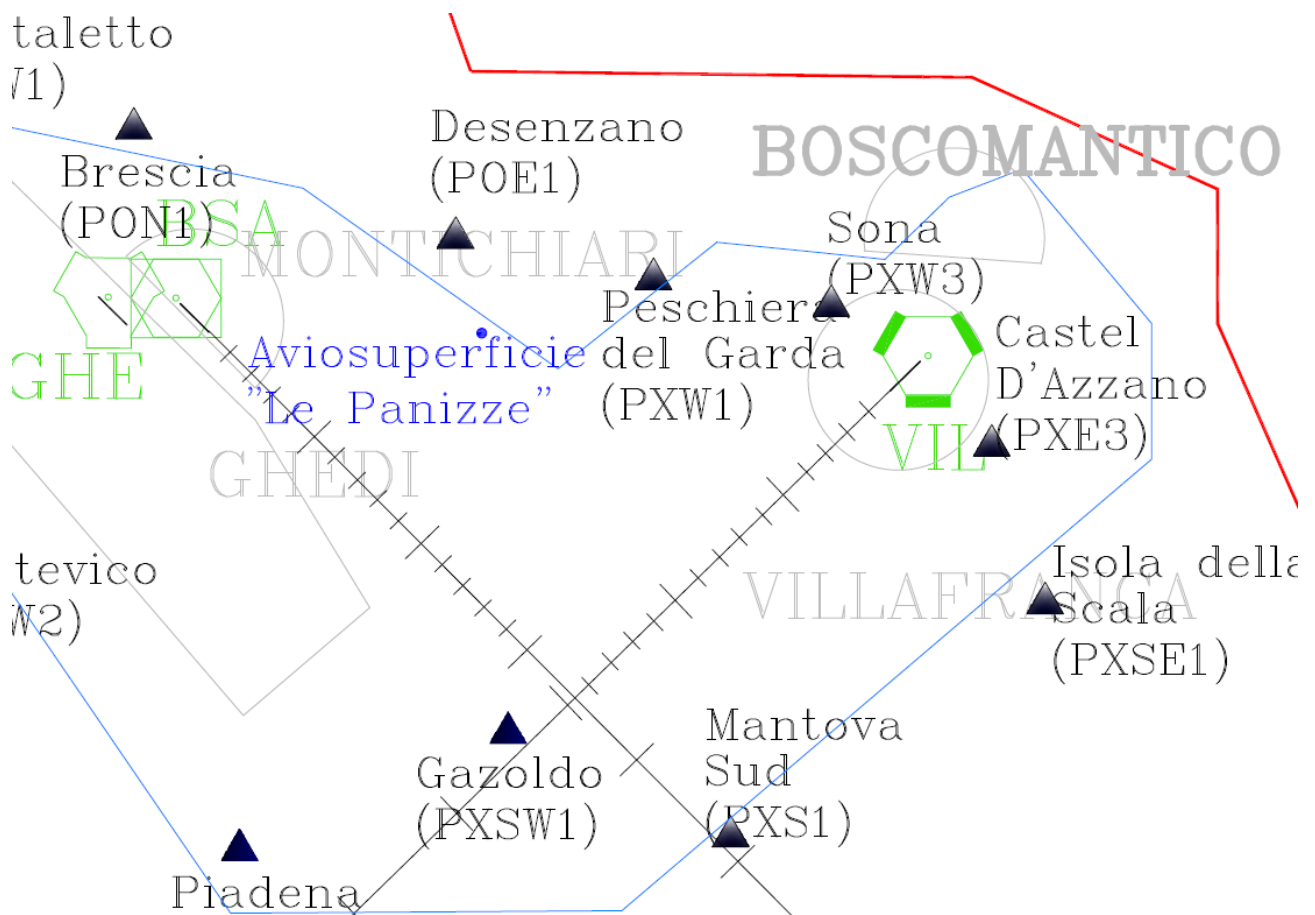 taletto
W1)
Desenzano
(POE1)
BOSCOMANTICO
Brescia
(PON1)
BSA
MONTICHIARI
Sona
(PXW3)
Peschiera
del Garda
(PXW1)
Castel
D'Azzano
(PXE3)
GHE
Aviosuperficie
"Le Panizze"
VIL
GHEDI
tevico
W2)
VILLAFRANCA
Isola della
Scala
(PXSE1)
Mantova
Sud
(PXS1)
Gazoldo
(PXSW1)
Piadena